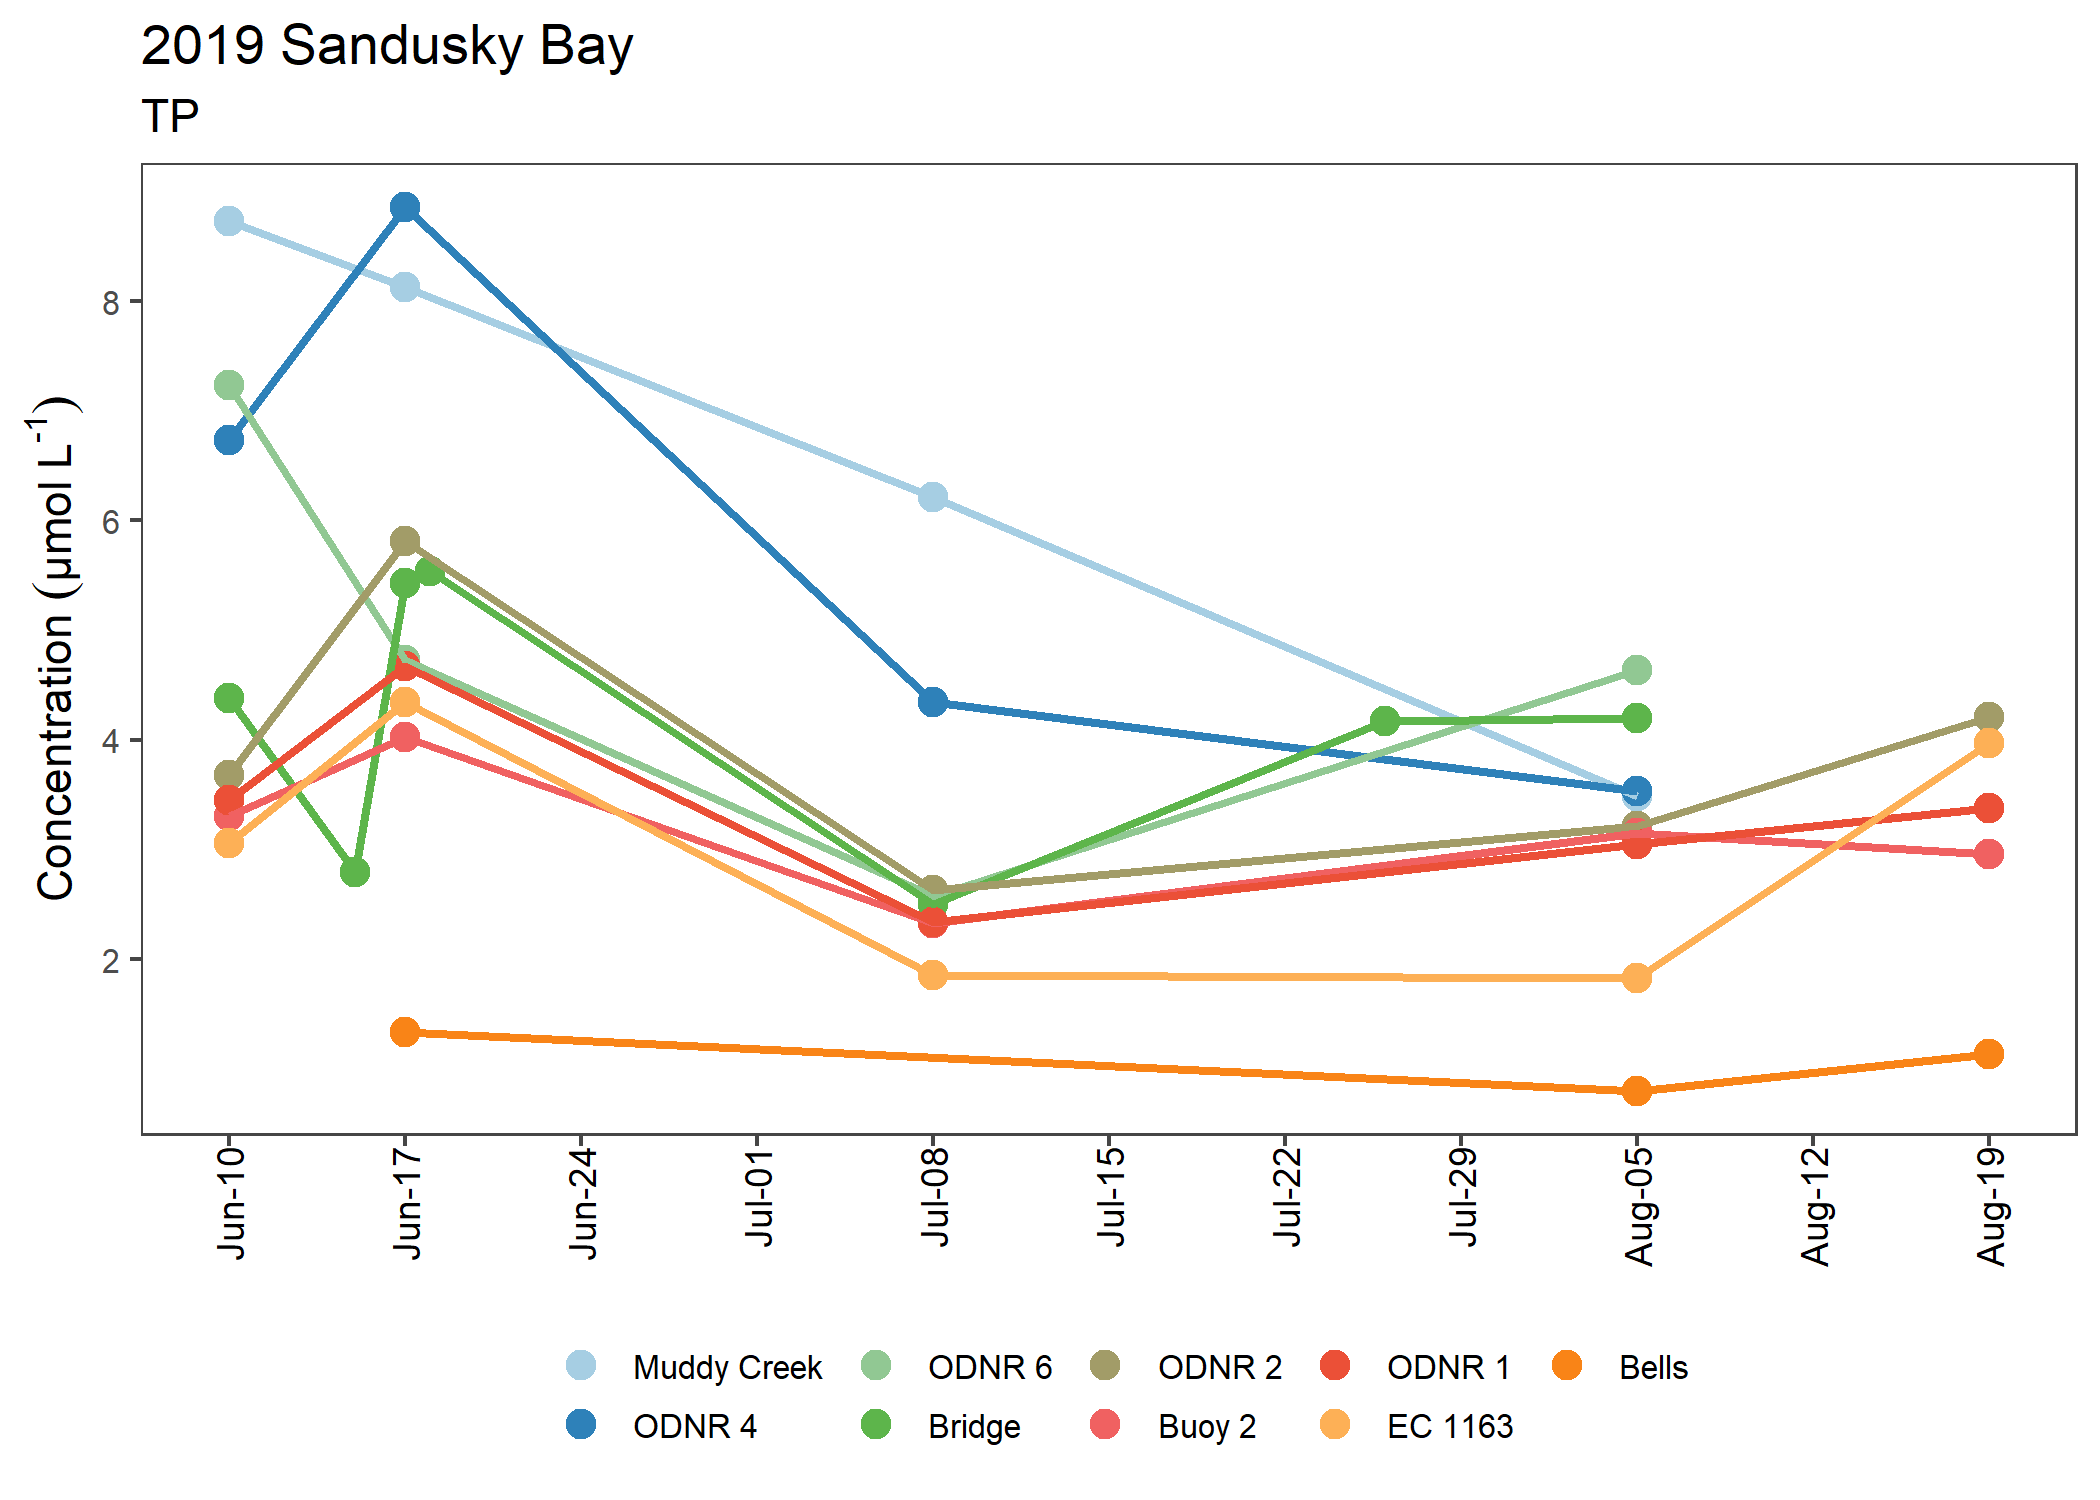 2019 Sandusky Bay
TP
Concentration (µmol L⁻¹)
8
6
4
2
Jun-10
Jun-17
Jun-24
Jul-01
Jul-08
Jul-15
Jul-22
Jul-29
Aug-05
Aug-12
Aug-19
Muddy Creek ODNR 6 ODNR 2 ODNR 1 Bells
ODNR 4 Bridge Buoy 2 EC 1163